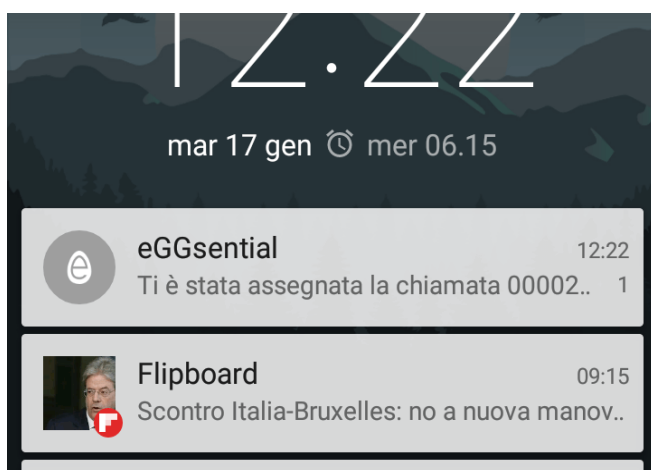 12:22
mar 17 gen mer 06.15
eGGsential 12:22
Ti è stata assegnata la chiamata 00002.. 1
Flipboard 09:15
Scontro Italia-Bruxelles: no a nuova manov..